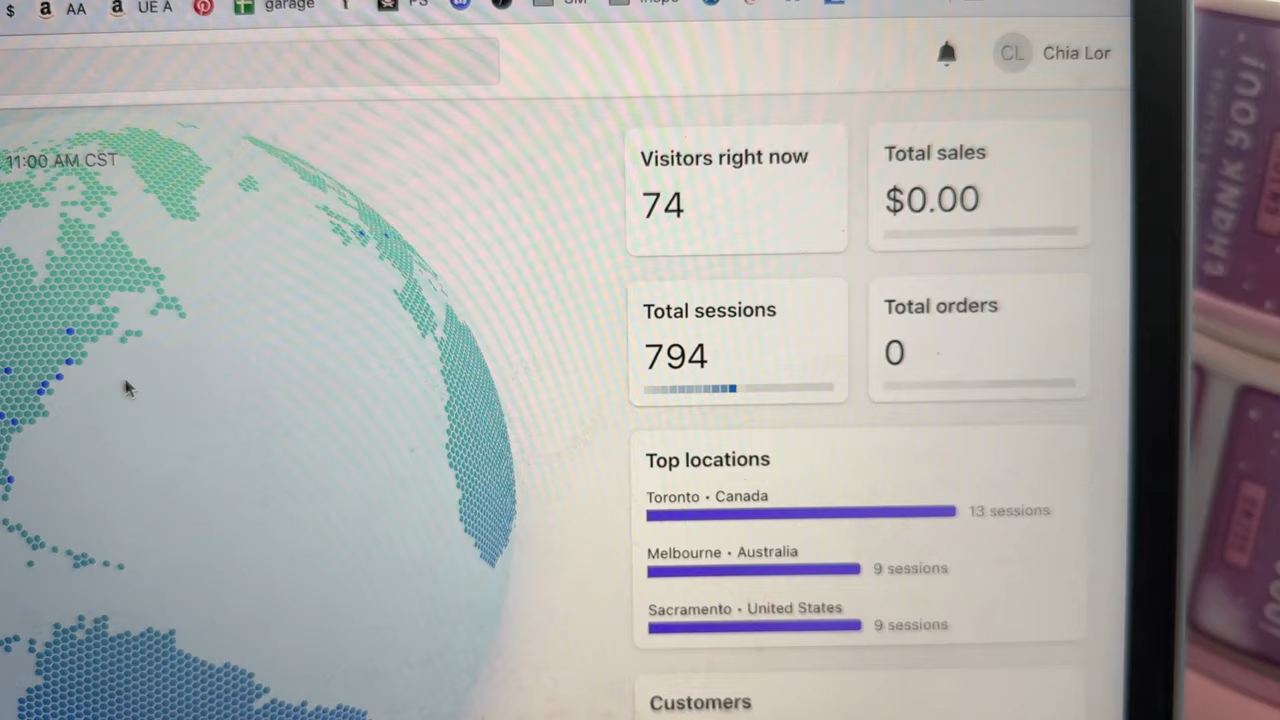 $
AA
UE A
garage
PS
CL
Chia Lor
11:00 AM CST
Visitors right now
74
Total sales
$0.00
Total sessions
794
Total orders
0
Top locations
Toronto • Canada
13 sessions
Melbourne • Australia
9 sessions
Sacramento • United States
9 sessions
Customers
THANK YOU!